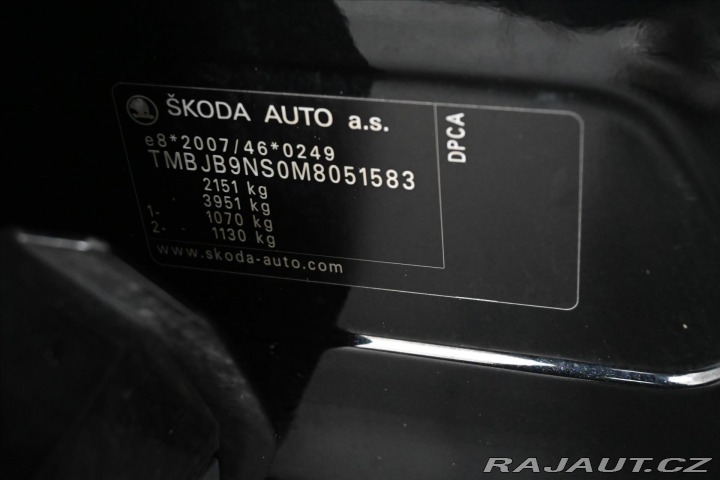 ŠKODA AUTO a.s.
e8*2007/46*0249
TMBJB9NS0M8051583
2151 kg
3951 kg
1- 1070 kg
2- 1130 kg
www.skoda-auto.com
DPCA
RAJAUT.CZ